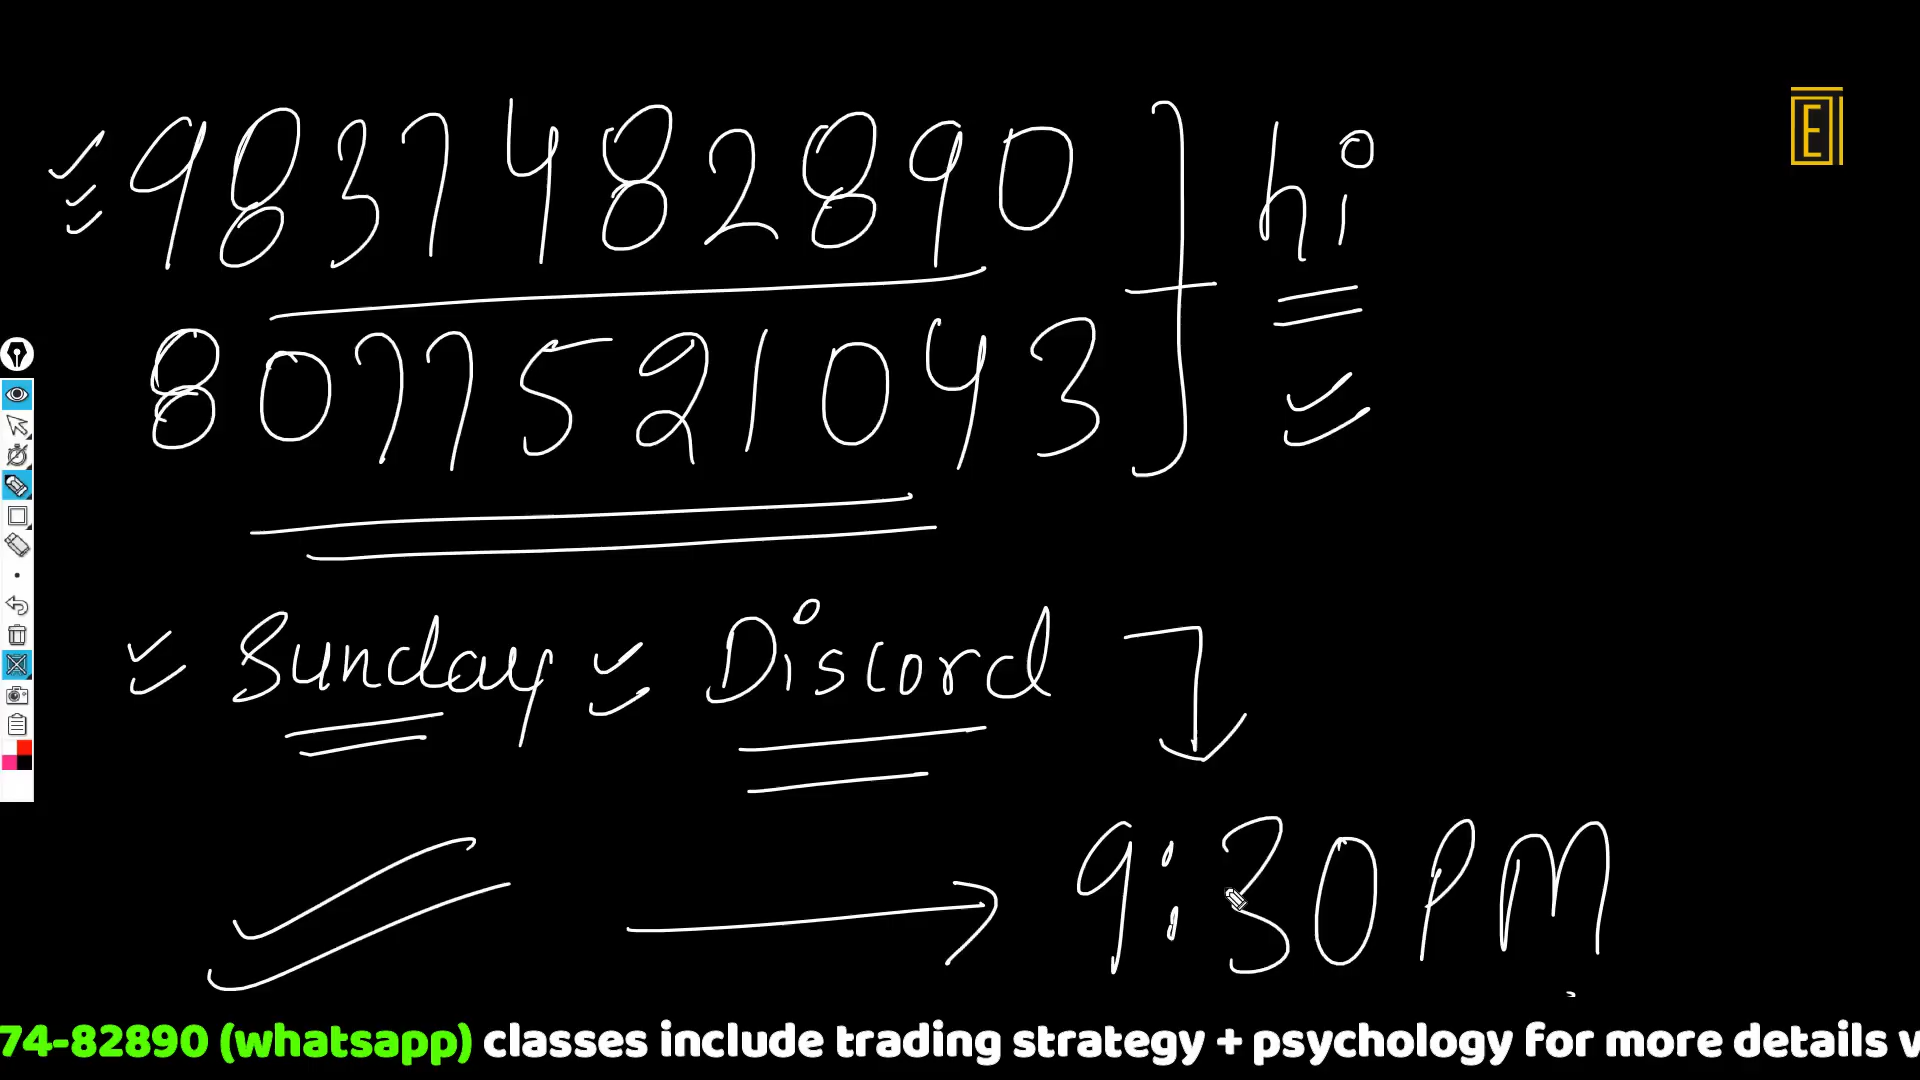 9837482890 hi
8077521043
Sunday Discord
9:30PM
74-82890 (whatsapp) classes include trading strategy + psychology for more details
E